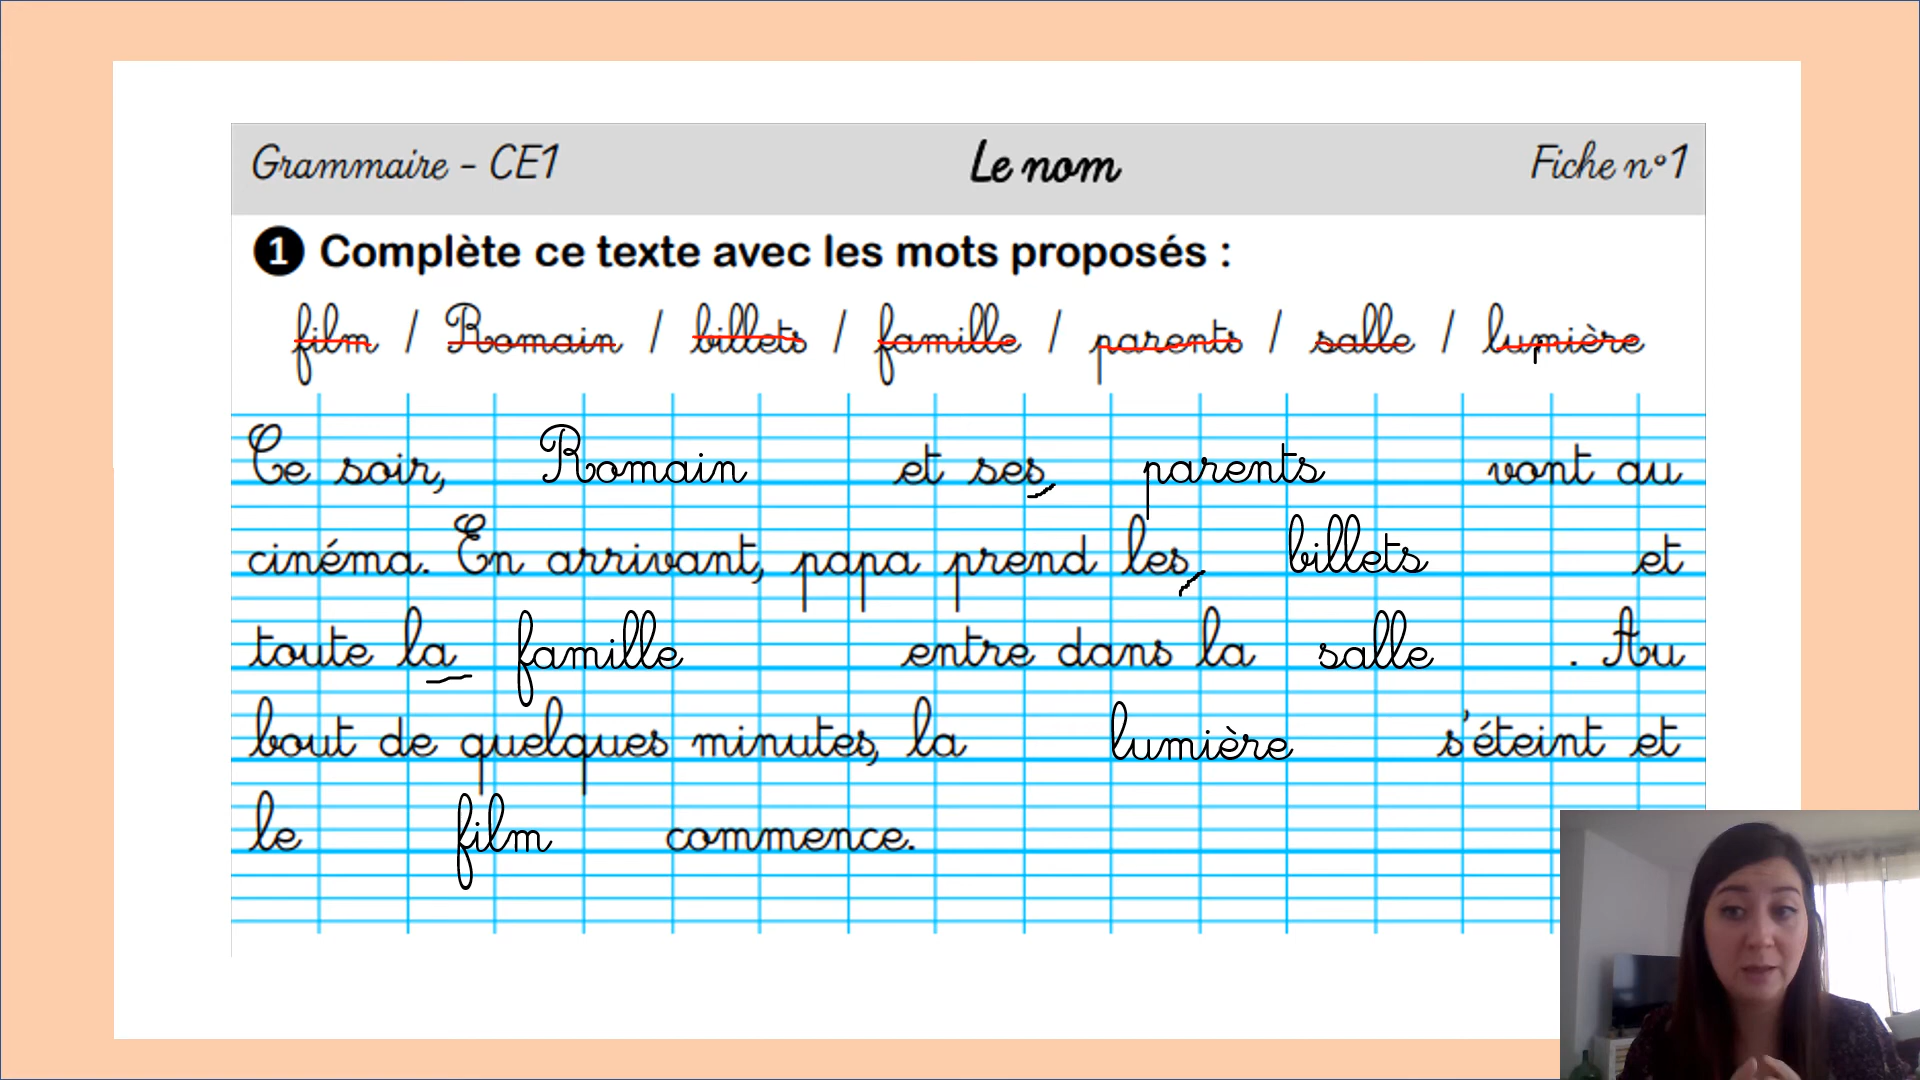 Grammaire - CE1 Le nom Fiche n°1
1 Complète ce texte avec les mots proposés :
film / Romain / billets / famille / parents / salle / lumière
Ce soir, Romain et ses parents vont au
cinéma. En arrivant, papa prend les billets et
toute la famille entre dans la salle . Au
bout de quelques minutes, la lumière s'éteint et
le film commence.